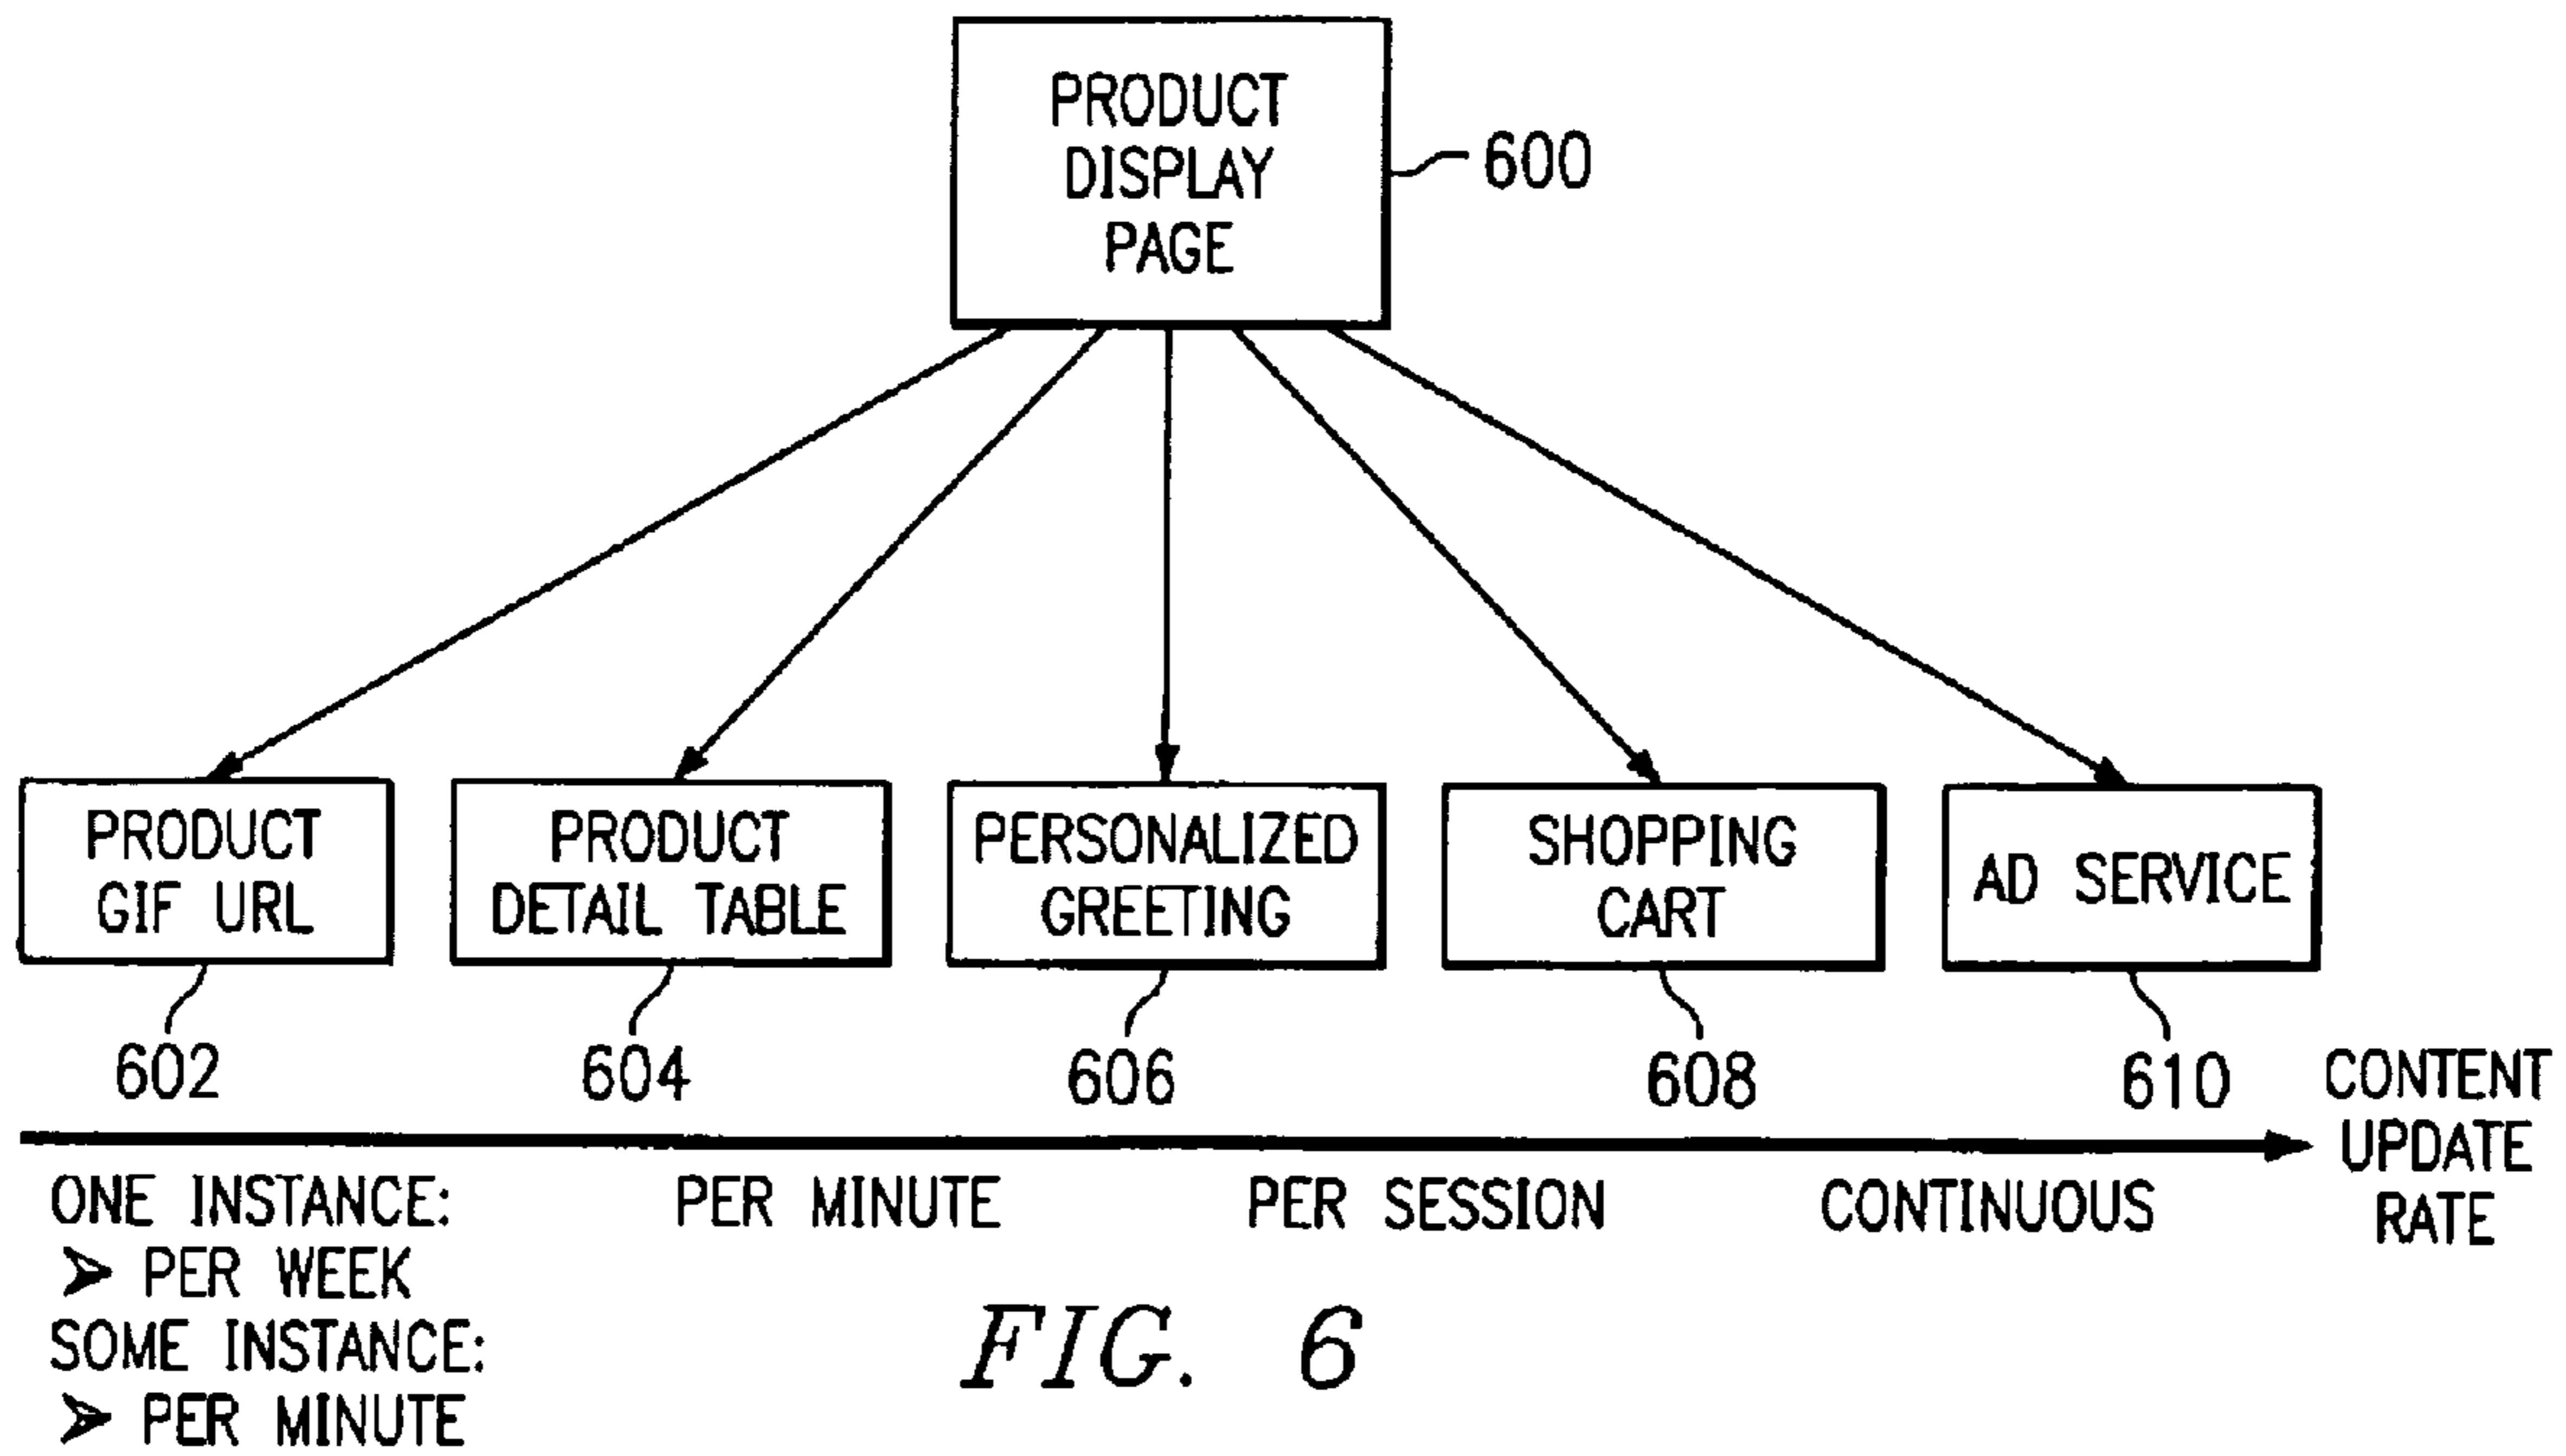 PRODUCT
DISPLAY
PAGE
600
PRODUCT
GIF URL
PRODUCT
DETAIL TABLE
PERSONALIZED
GREETING
SHOPPING
CART
AD SERVICE
602
604
606
608
610
CONTENT
UPDATE
RATE
ONE INSTANCE:
➢ PER WEEK
SOME INSTANCE:
➢ PER MINUTE
PER MINUTE
PER SESSION
CONTINUOUS
FIG. 6